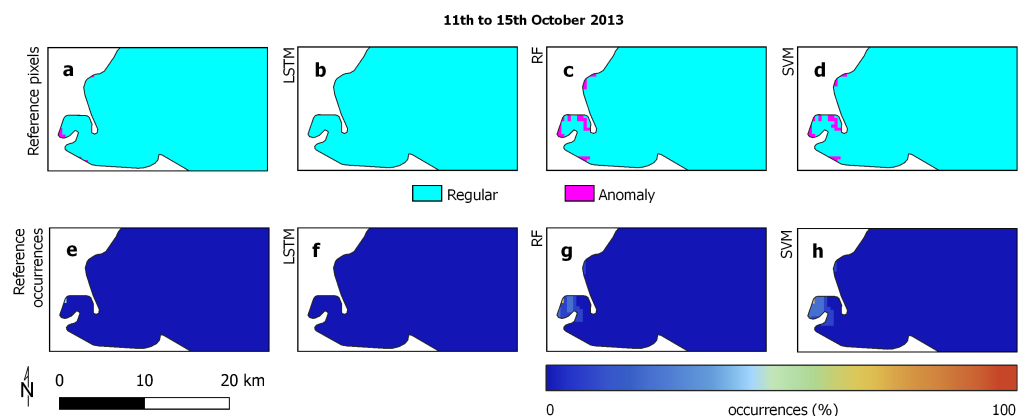 11th to 15th October 2013
Reference pixels
a
LSTM
b
RF
c
SVM
d
Regular
Anomaly
Reference
occurrences
e
LSTM
f
RF
g
SVM
h
N
0 10 20 km
0 occurrences (%) 100